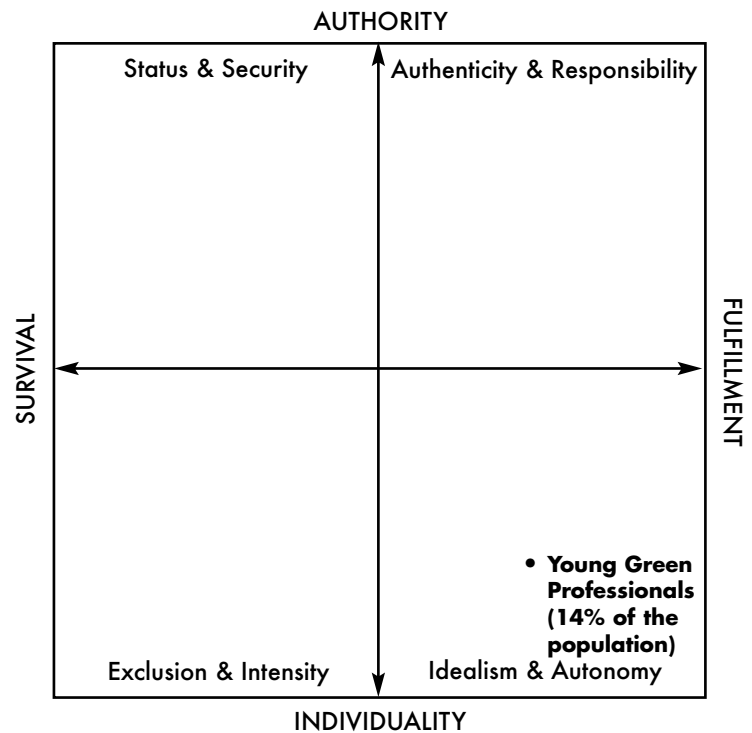 AUTHORITY
Status & Security
Authenticity & Responsibility
SURVIVAL
FULFILLMENT
• Young Green
Professionals
(14% of the
population)
Exclusion & Intensity
Idealism & Autonomy
INDIVIDUALITY